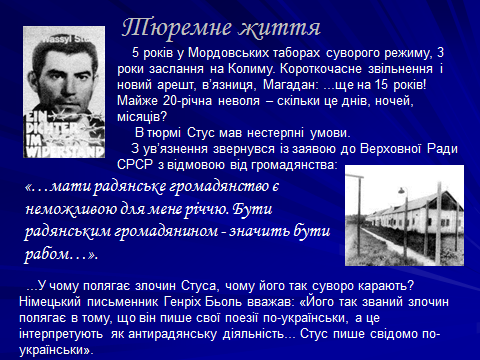 Тюремне життя
Wassyl St
EIN
DICHTER
IM
WIDERSTAND
5 років у Мордовських таборах суворого режиму, 3
роки заслання на Колиму. Короткочасне звільнення і
новий арешт, в'язниця, Магадан: ...ще на 15 років!
Майже 20-річна неволя – скільки це днів, ночей,
місяців?
В тюрмі Стус мав нестерпні умови.
З ув'язнення звернувся із заявою до Верховної Ради
СРСР з відмовою від громадянства:
«…мати радянське громадянство є
неможливою для мене річчю. Бути
радянським громадянином - значить бути
рабом…».
...У чому полягає злочин Стуса, чому його так суворо карають?
Німецький письменник Генріх Бьоль вважав: «Його так званий злочин
полягає в тому, що він пише свої поезії по-українськи, а це
інтерпретують як антирадянську діяльність... Стус пише свідомо по-
українськи».